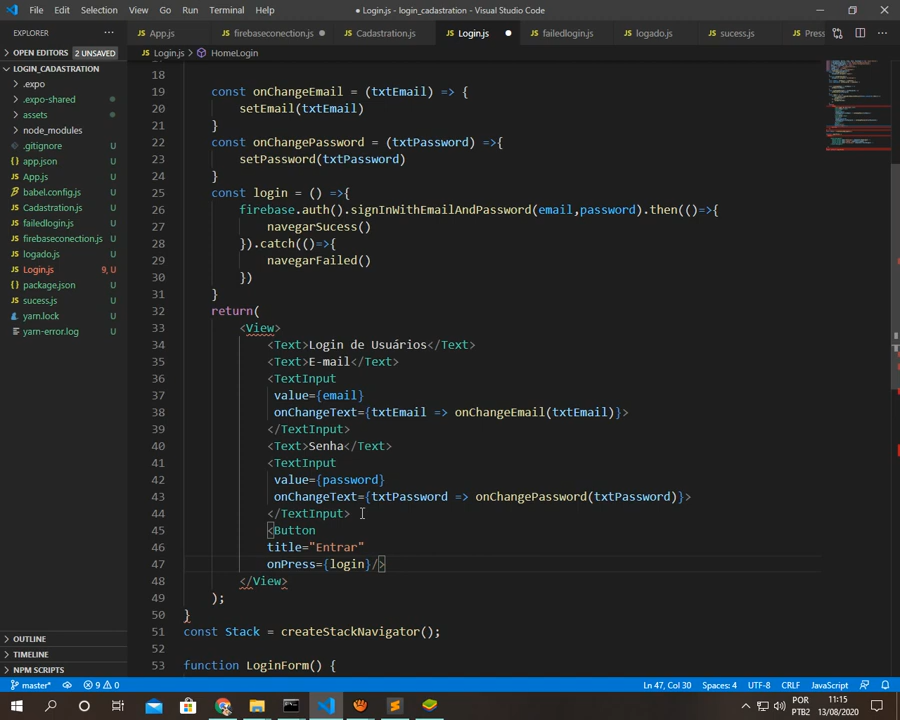 File Edit Selection View Go Run Terminal Help
● Login.js - login_cadastration - Visual Studio Code
EXPLORER ···
App.js firebaseconection.js ● Cadastration.js Login.js ● failedlogin.js logado.js sucess.js Press
OPEN EDITORS 2 UNSAVED
Login.js > HomeLogin
LOGIN_CADASTRATION
.expo
.expo-shared
assets
node_modules
.gitignore U
app.json U
App.js U
babel.config.js U
Cadastration.js U
failedlogin.js U
firebaseconection.js U
logado.js U
Login.js 9, U
package.json U
sucess.js U
yarn.lock U
yarn-error.log U
OUTLINE
TIMELINE
NPM SCRIPTS
18
19 const onChangeEmail = (txtEmail) => {
20 setEmail(txtEmail)
21 }
22 const onChangePassword = (txtPassword) =>{
23 setPassword(txtPassword)
24 }
25 const login = () =>{
26 firebase.auth().signInWithEmailAndPassword(email,password).then(()=>{
27 navegarSucess()
28 }).catch(()=>{
29 navegarFailed()
30 })
31 }
32 return(
33 <View>
34 <Text>Login de Usuários</Text>
35 <Text>E-mail</Text>
36 <TextInput
37 value={email}
38 onChangeText={txtEmail => onChangeEmail(txtEmail)}>
39 </TextInput>
40 <Text>Senha</Text>
41 <TextInput
42 value={password}
43 onChangeText={txtPassword => onChangePassword(txtPassword)}>
44 </TextInput>
45 <Button
46 title="Entrar"
47 onPress={login}/>
48 </View>
49 );
50 }
51 const Stack = createStackNavigator();
52
53 function LoginForm() {
master* 9 0
Ln 47, Col 30 Spaces: 4 UTF-8 CRLF JavaScript
POR
PTB2
11:15
13/08/2020